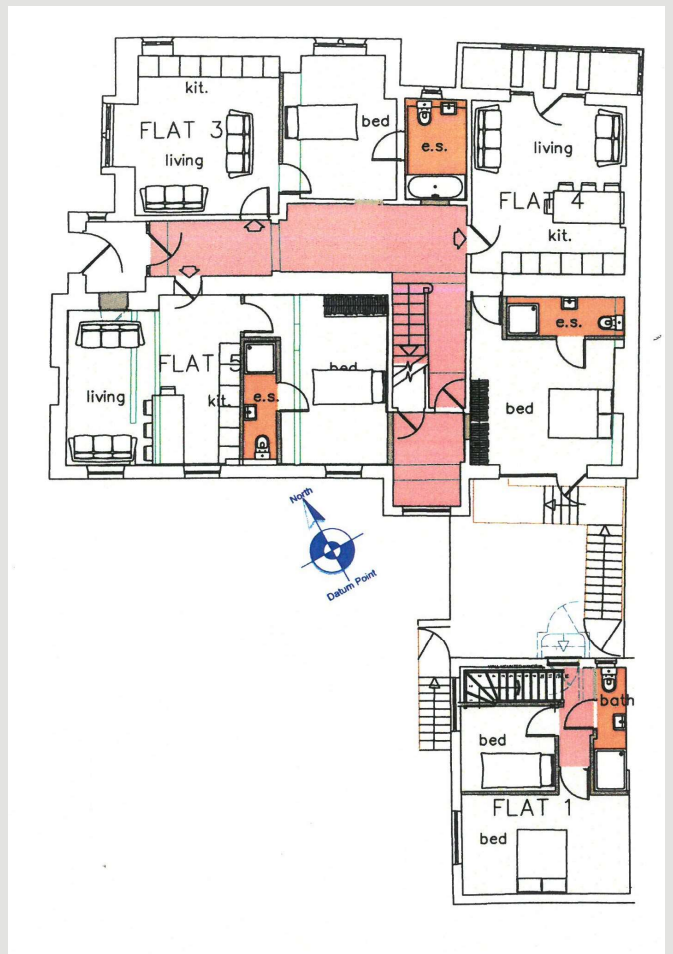 kit.
FLAT 3
living
bed
e.s.
living
FLAT 4
kit.
e.s.
FLAT 5
bed
living
kit.
e.s.
bed
North
Datum Point
bath
bed
FLAT 1
bed